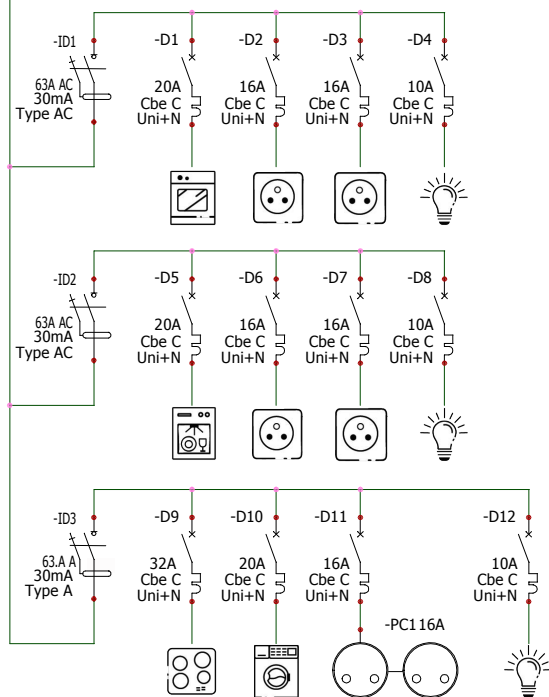 -ID1
63A AC
30mA
Type AC
-D1
20A
Cbe C
Uni+N
-D2
16A
Cbe C
Uni+N
-D3
16A
Cbe C
Uni+N
-D4
10A
Cbe C
Uni+N
-ID2
63A AC
30mA
Type AC
-D5
20A
Cbe C
Uni+N
-D6
16A
Cbe C
Uni+N
-D7
16A
Cbe C
Uni+N
-D8
10A
Cbe C
Uni+N
-ID3
63.A A
30mA
Type A
-D9
32A
Cbe C
Uni+N
-D10
20A
Cbe C
Uni+N
-D11
16A
Cbe C
Uni+N
-PC116A
-D12
10A
Cbe C
Uni+N